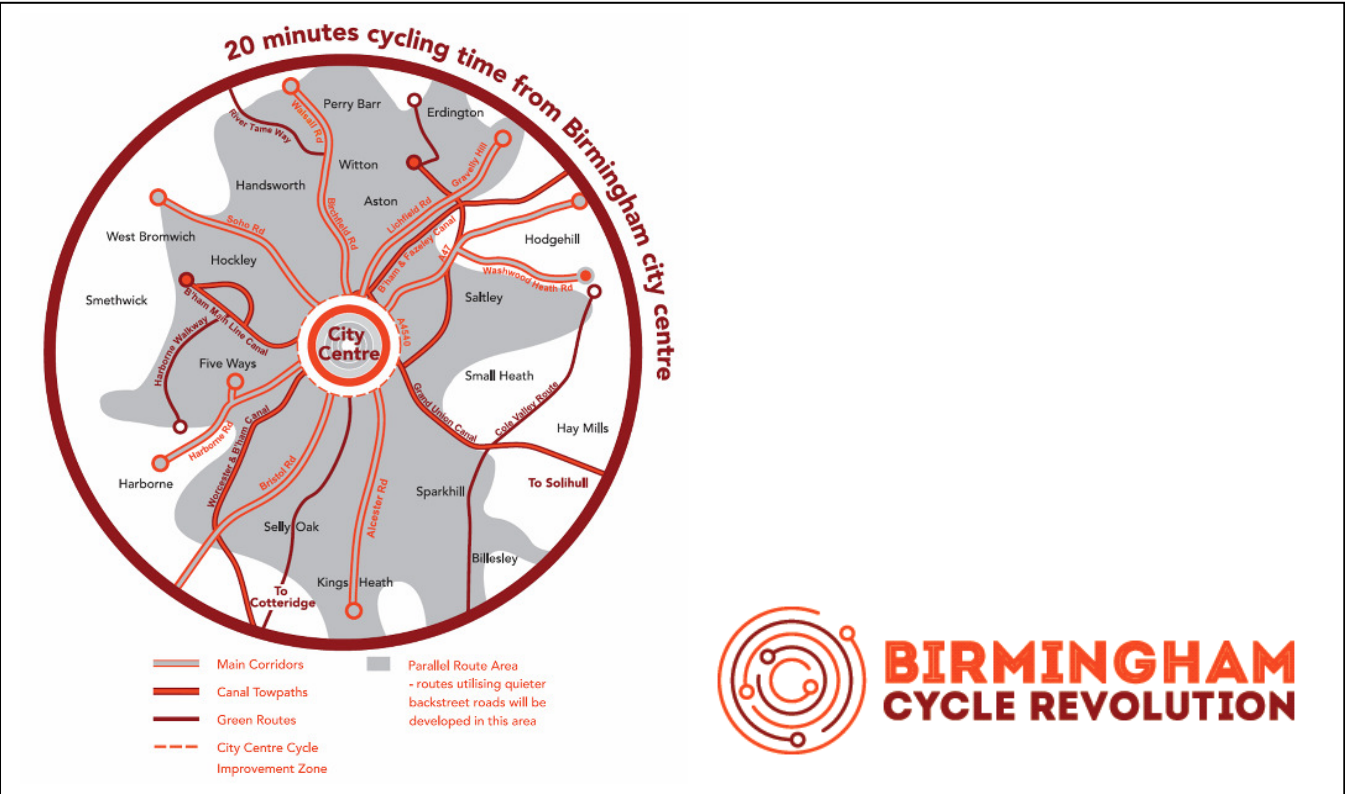 20 minutes cycling time from Birmingham city centre
Perry Barr
Erdington
Walsall Rd
River Tame Way
Witton
Gravelly Hill
Handsworth
Aston
Birchfield Rd
Lichfield Rd
Soho Rd
B'ham & Fazeley Canal
West Bromwich
A47
Hodgehill
Hockley
Washwood Heath Rd
Smethwick
B'ham Main Line Canal
Saltley
Harborne Walkway
A4540
City
Centre
Five Ways
Small Heath
Grand Union Canal
Cole Valley Route
Harborne Rd
Worcester & B'ham Canal
Hay Mills
Bristol Rd
Harborne
Alcester Rd
Sparkhill
To Solihull
Selly Oak
Billesley
Kings Heath
To
Cotteridge
Main Corridors
Canal Towpaths
Green Routes
City Centre Cycle
Improvement Zone
Parallel Route Area
- routes utilising quieter
backstreet roads will be
developed in this area
BIRMINGHAM
CYCLE REVOLUTION